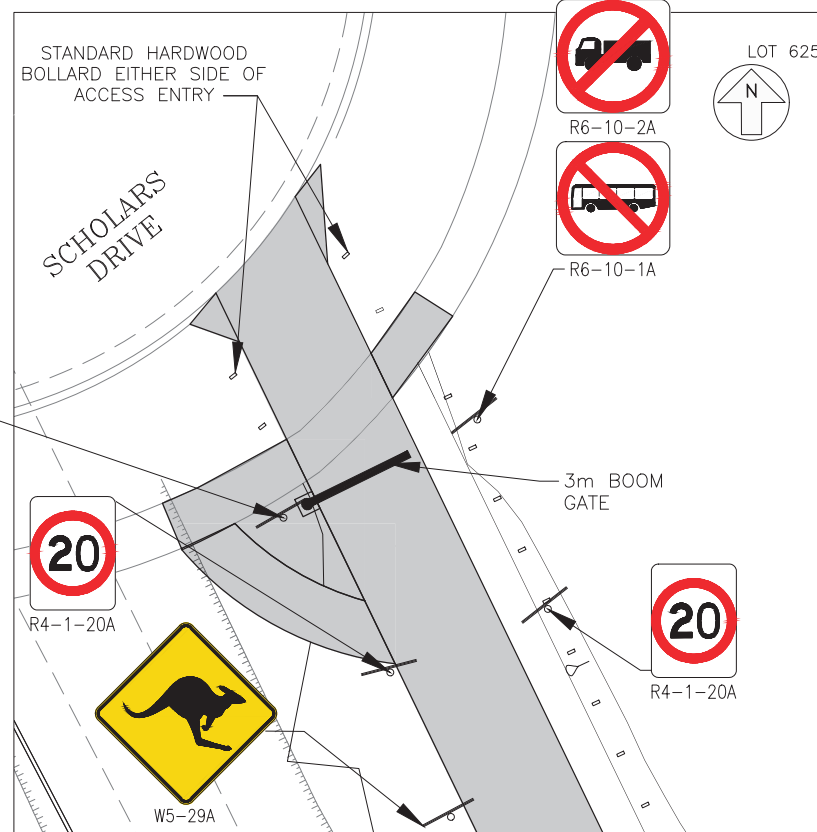 STANDARD HARDWOOD
BOLLARD EITHER SIDE OF
ACCESS ENTRY
LOT 625
N
R6-10-2A
SCHOLARS
DRIVE
R6-10-1A
3m BOOM
GATE
20
R4-1-20A
20
R4-1-20A
W5-29A